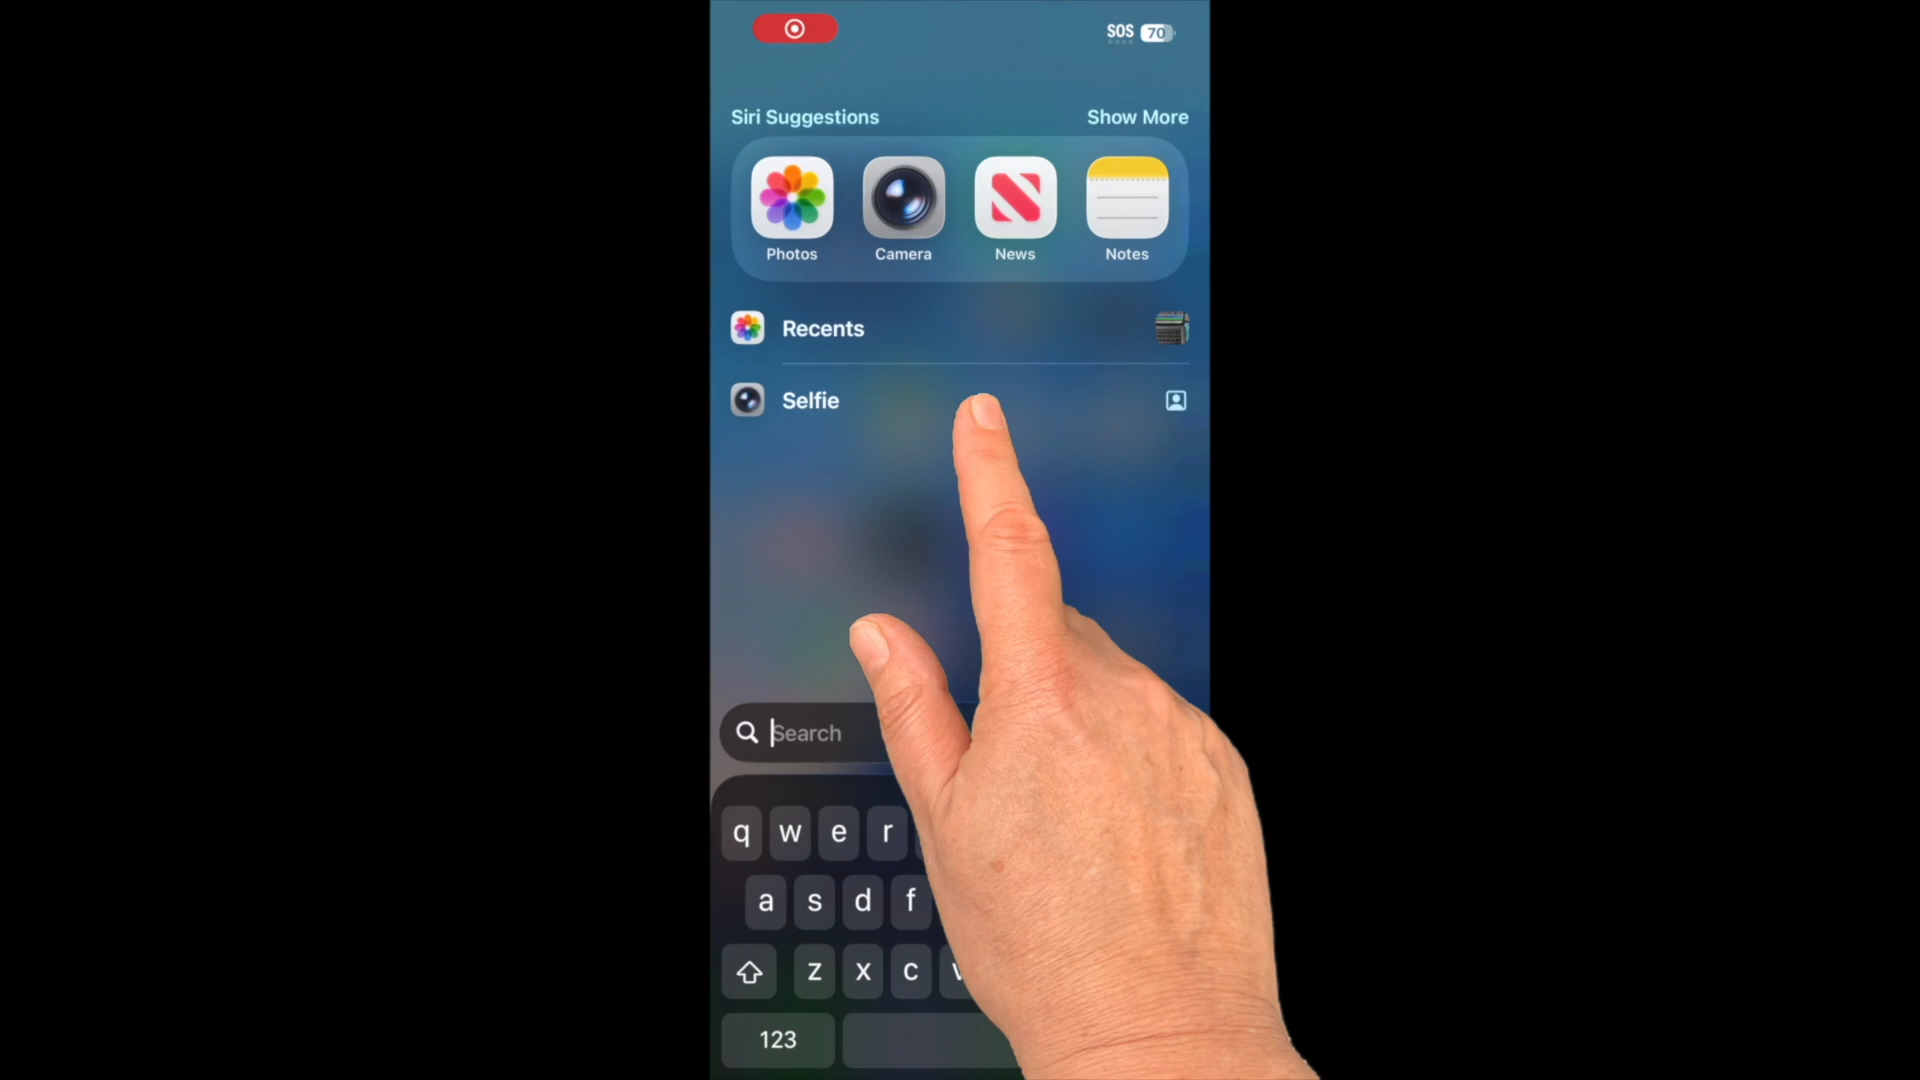 SOS 70
Siri Suggestions Show More
Photos Camera News Notes
Recents
Selfie
Search
q w e r
a s d f
z x c
123